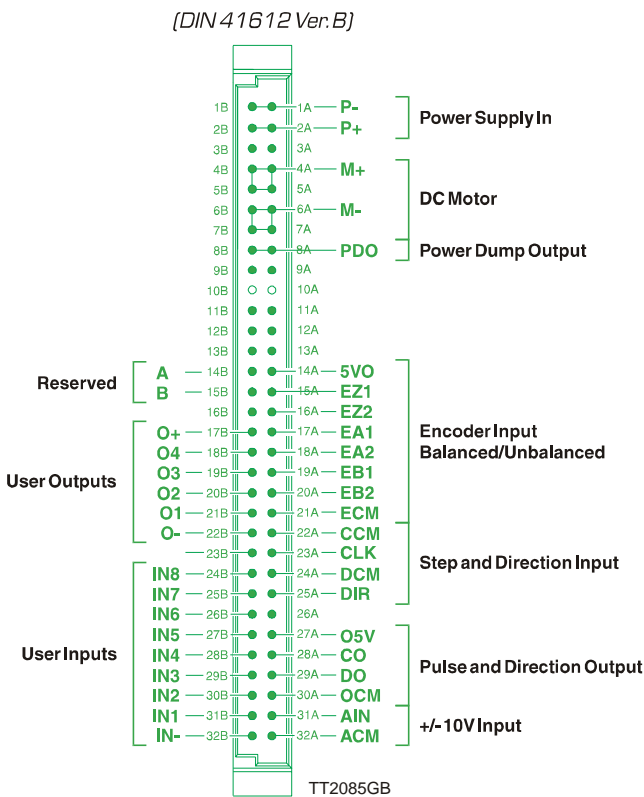 (DIN 41612 Ver. B)
1B 1A P-
Power Supply In
2B 2A P+
3B 3A
4B 4A M+
5B 5A
DC Motor
6B 6A M-
7B 7A
8B 8A PDO Power Dump Output
9B 9A
10B 10A
11B 11A
12B 12A
13B 13A
A 14B 14A 5VO
Reserved
B 15B 15A EZ1
16B 16A EZ2
O+ 17B 17A EA1
Encoder Input
Balanced/Unbalanced
O4 18B 18A EA2
User Outputs O3 19B 19A EB1
O2 20B 20A EB2
O1 21B 21A ECM
O- 22B 22A CCM
23B 23A CLK
Step and Direction Input
IN8 24B 24A DCM
IN7 25B 25A DIR
IN6 26B 26A
IN5 27B 27A O5V
User Inputs IN4 28B 28A CO
Pulse and Direction Output
IN3 29B 29A DO
IN2 30B 30A OCM
IN1 31B 31A AIN
+/-10V Input
IN- 32B 32A ACM
TT2085GB